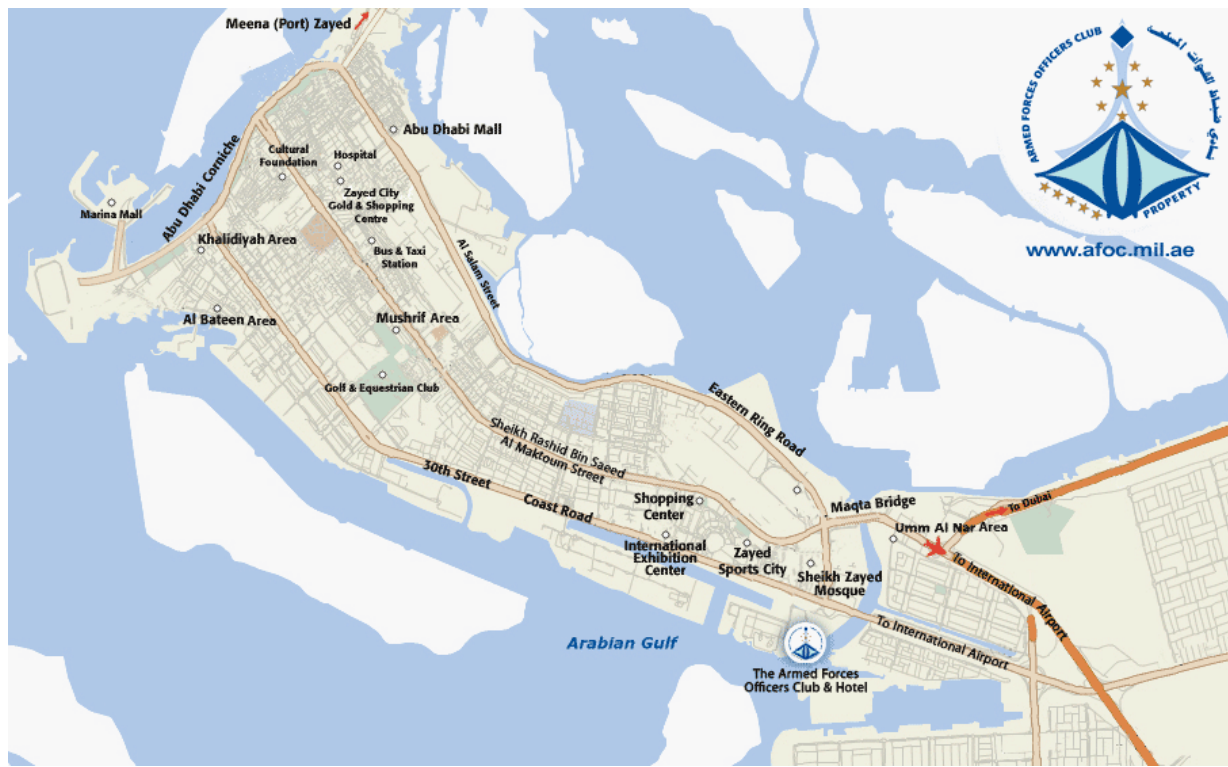 Meena (Port) Zayed
ARMED FORCES OFFICERS CLUB
نادي ضباط القوات المسلحة
PROPERTY
www.afoc.mil.ae
Abu Dhabi Mall
Abu Dhabi Corniche
Cultural
Foundation
Hospital
Zayed City
Gold & Shopping
Centre
Marina Mall
Khalidiyah Area
Bus & Taxi
Station
Al Salam Street
Al Bateen Area
Mushrif Area
Golf & Equestrian Club
Eastern Ring Road
Sheikh Rashid Bin Saeed
Al Maktoum Street
30th Street
Coast Road
Shopping
Center
Maqta Bridge
To Dubai
Umm Al Nar Area
International
Exhibition
Center
Zayed
Sports City
Sheikh Zayed
Mosque
To International Airport
To International Airport
Arabian Gulf
The Armed Forces
Officers Club & Hotel